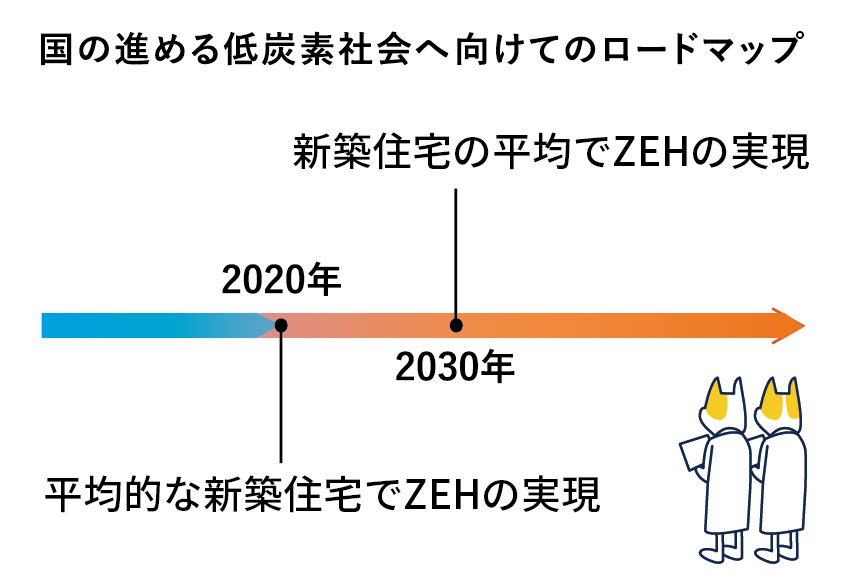 国の進める低炭素社会へ向けてのロードマップ
新築住宅の平均でZEHの実現
2020年
2030年
平均的な新築住宅でZEHの実現